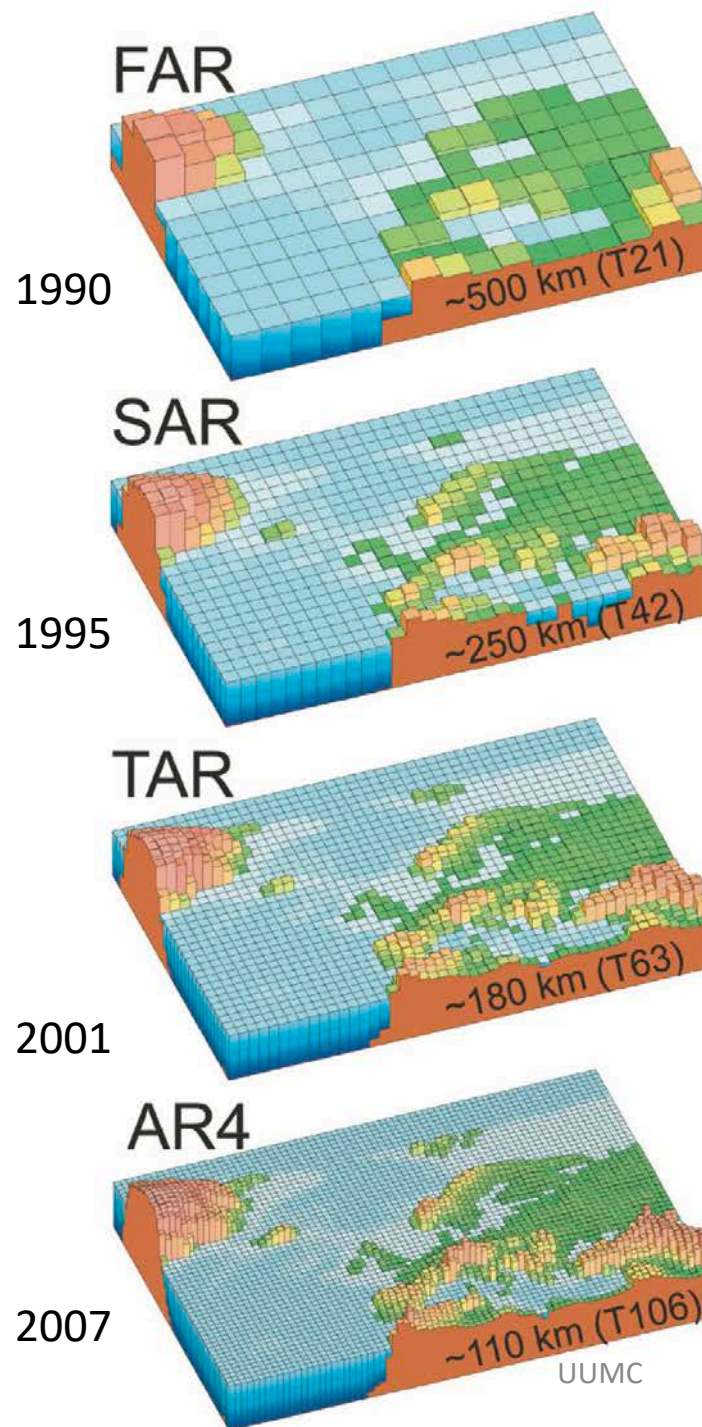 FAR
1990
~500 km (T21)
SAR
1995
~250 km (T42)
TAR
2001
~180 km (T63)
AR4
2007
~110 km (T106)
UUMC